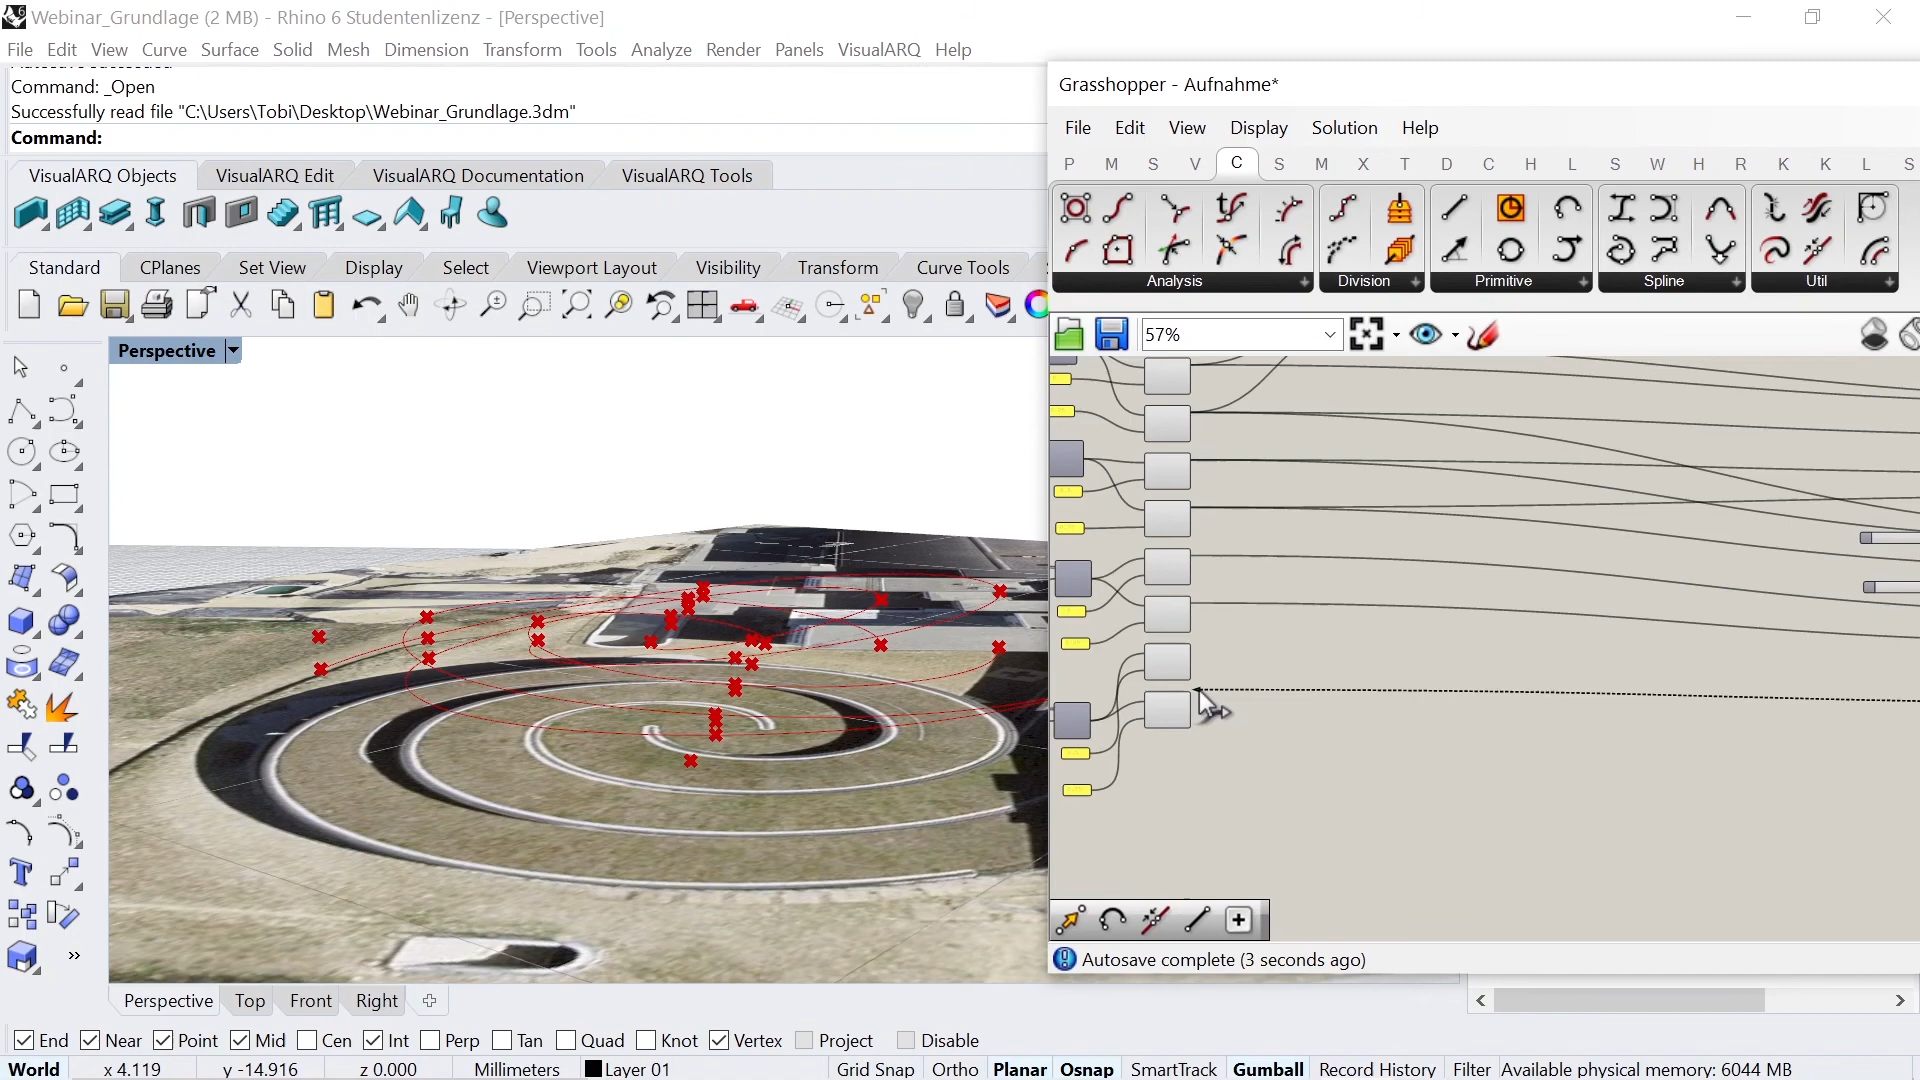 Webinar_Grundlage (2 MB) - Rhino 6 Studentenlizenz - [Perspective]
File Edit View Curve Surface Solid Mesh Dimension Transform Tools Analyze Render Panels VisualARQ Help
Command: _Open
Successfully read file "C:\Users\Tobi\Desktop\Webinar_Grundlage.3dm"
Command:
VisualARQ Objects VisualARQ Edit VisualARQ Documentation VisualARQ Tools
Standard CPlanes Set View Display Select Viewport Layout Visibility Transform Curve Tools
Perspective
Grasshopper - Aufnahme*
File Edit View Display Solution Help
P M S V C S M X T D C H L S W H R K K L S
Analysis Division Primitive Spline Util
57%
Autosave complete (3 seconds ago)
Perspective Top Front Right
End Near Point Mid Cen Int Perp Tan Quad Knot Vertex Project Disable
World x 4.119 y -14.916 z 0.000 Millimeters Layer 01 Grid Snap Ortho Planar Osnap SmartTrack Gumball Record History Filter Available physical memory: 6044 MB